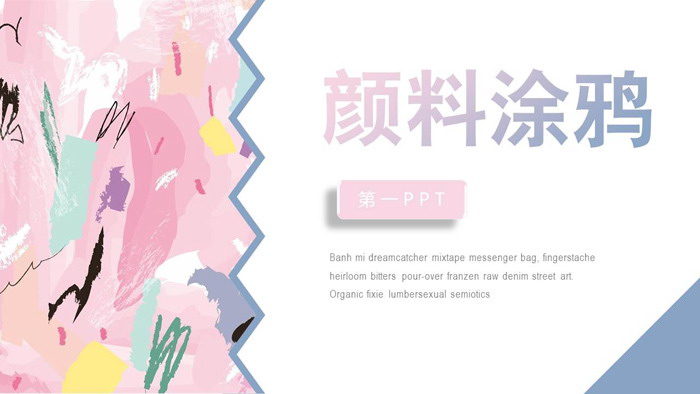 颜料涂鸦
第一PPT
Banh mi dreamcatcher mixtape messenger bag, fingerstache
heirloom bitters pour-over franzen raw denim street art.
Organic fixie lumbersexual semiotics